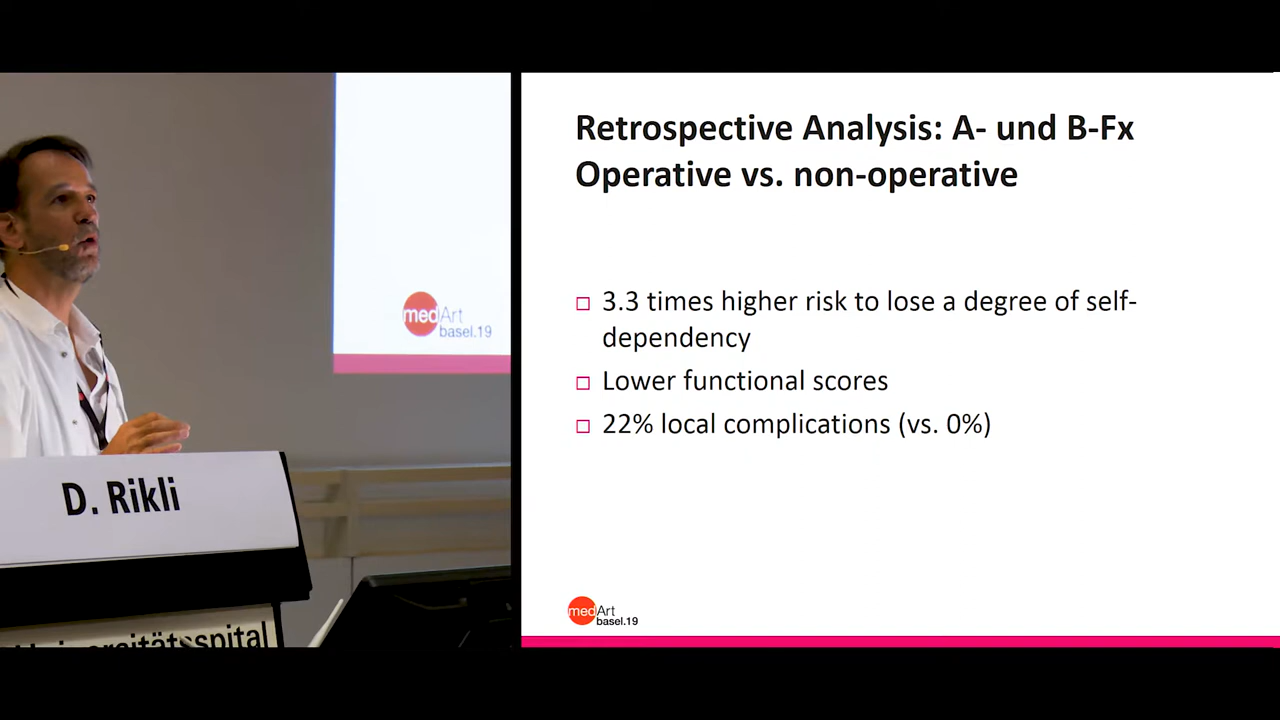 Retrospective Analysis: A- und B-Fx
Operative vs. non-operative
3.3 times higher risk to lose a degree of self-
dependency
Lower functional scores
22% local complications (vs. 0%)
medArt
basel.19
medArt
basel.19
D. Rikli
Universitätsspital